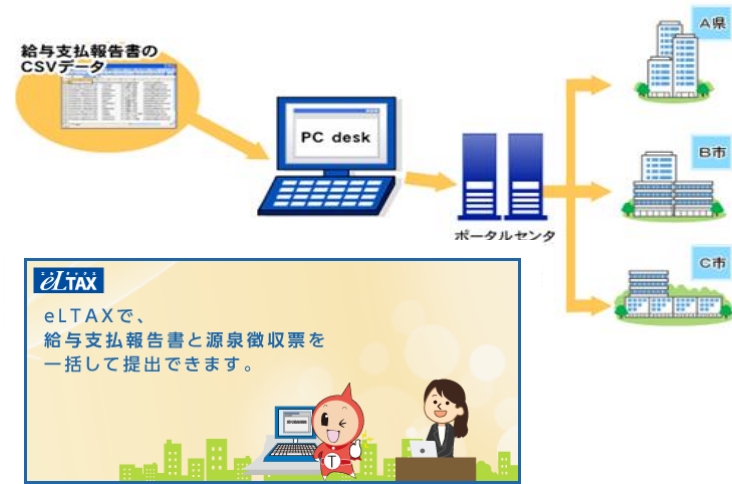 給与支払報告書の
CSVデータ
PC desk
ポータルセンタ
A県
B市
C市
eLTAX
eLTAXで、
給与支払報告書と源泉徴収票を
一括して提出できます。
T